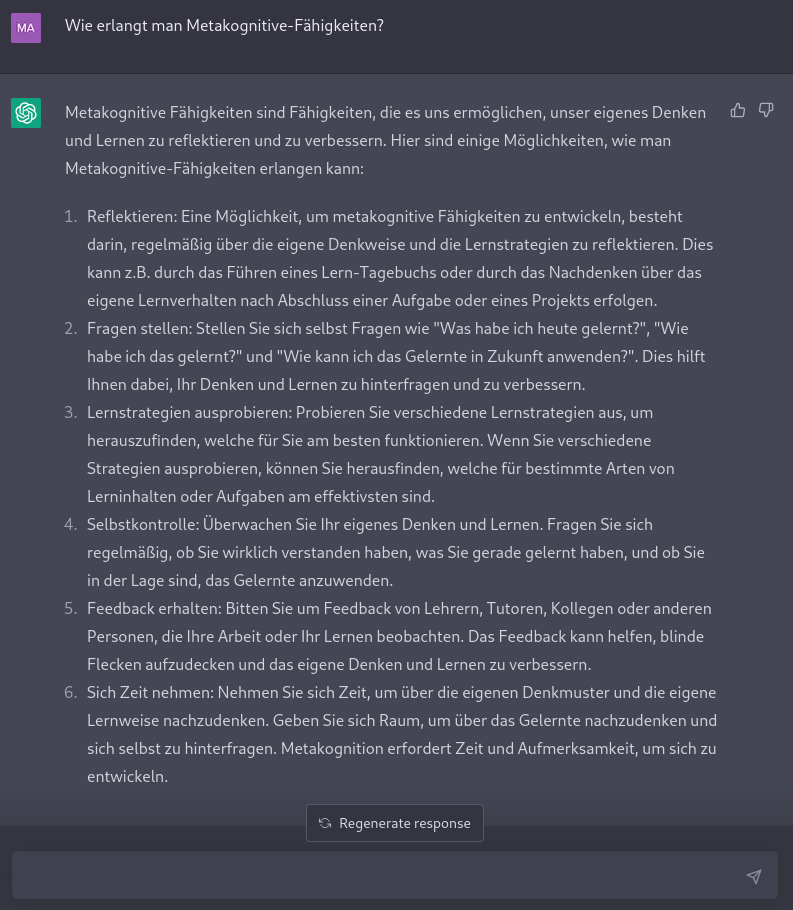 MA
Wie erlangt man Metakognitive-Fähigkeiten?
Metakognitive Fähigkeiten sind Fähigkeiten, die es uns ermöglichen, unser eigenes Denken
und Lernen zu reflektieren und zu verbessern. Hier sind einige Möglichkeiten, wie man
Metakognitive-Fähigkeiten erlangen kann:
1. Reflektieren: Eine Möglichkeit, um metakognitive Fähigkeiten zu entwickeln, besteht
darin, regelmäßig über die eigene Denkweise und die Lernstrategien zu reflektieren. Dies
kann z.B. durch das Führen eines Lern-Tagebuchs oder durch das Nachdenken über das
eigene Lernverhalten nach Abschluss einer Aufgabe oder eines Projekts erfolgen.
2. Fragen stellen: Stellen Sie sich selbst Fragen wie "Was habe ich heute gelernt?", "Wie
habe ich das gelernt?" und "Wie kann ich das Gelernte in Zukunft anwenden?". Dies hilft
Ihnen dabei, Ihr Denken und Lernen zu hinterfragen und zu verbessern.
3. Lernstrategien ausprobieren: Probieren Sie verschiedene Lernstrategien aus, um
herauszufinden, welche für Sie am besten funktionieren. Wenn Sie verschiedene
Strategien ausprobieren, können Sie herausfinden, welche für bestimmte Arten von
Lerninhalten oder Aufgaben am effektivsten sind.
4. Selbstkontrolle: Überwachen Sie Ihr eigenes Denken und Lernen. Fragen Sie sich
regelmäßig, ob Sie wirklich verstanden haben, was Sie gerade gelernt haben, und ob Sie
in der Lage sind, das Gelernte anzuwenden.
5. Feedback erhalten: Bitten Sie um Feedback von Lehrern, Tutoren, Kollegen oder anderen
Personen, die Ihre Arbeit oder Ihr Lernen beobachten. Das Feedback kann helfen, blinde
Flecken aufzudecken und das eigene Denken und Lernen zu verbessern.
6. Sich Zeit nehmen: Nehmen Sie sich Zeit, um über die eigenen Denkmuster und die eigene
Lernweise nachzudenken. Geben Sie sich Raum, um über das Gelernte nachzudenken und
sich selbst zu hinterfragen. Metakognition erfordert Zeit und Aufmerksamkeit, um sich zu
entwickeln.
Regenerate response